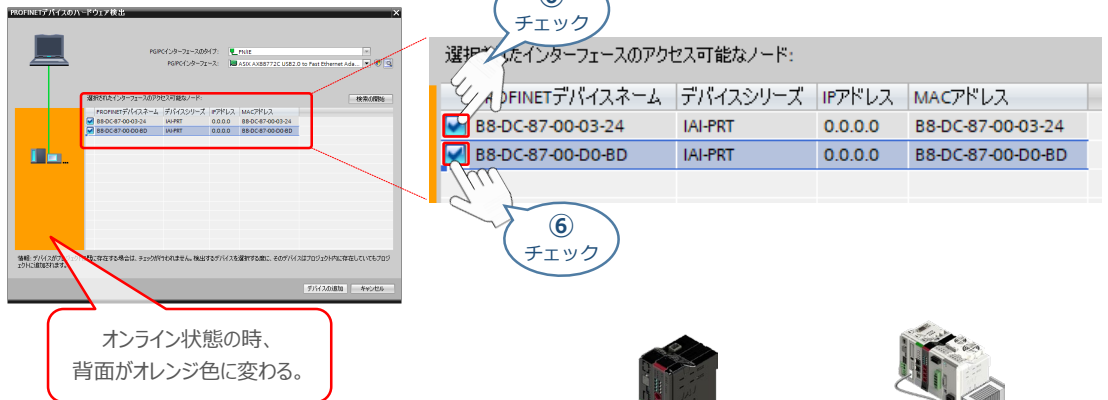 PROFINETデバイスのハードウェア検出
PG/PCインターフェースのタイプ: PN/IE
PG/PCインターフェース: ASIX AX88772C USB2.0 to Fast Ethernet Ada...
選択されたインターフェースのアクセス可能なノード:
検索の開始
PROFINETデバイスネーム デバイスシリーズ IPアドレス MACアドレス
B8-DC-87-00-03-24 IAI-PRT 0.0.0.0 B8-DC-87-00-03-24
B8-DC-87-00-D0-BD IAI-PRT 0.0.0.0 B8-DC-87-00-D0-BD
デバイスの追加 キャンセル
オンライン状態の時、
背面がオレンジ色に変わる。
チェック
たインターフェースのアクセス可能なノード:
OFINETデバイスネーム デバイスシリーズ IPアドレス MACアドレス
B8-DC-87-00-03-24 IAI-PRT 0.0.0.0 B8-DC-87-00-03-24
B8-DC-87-00-D0-BD IAI-PRT 0.0.0.0 B8-DC-87-00-D0-BD
⑥
チェック